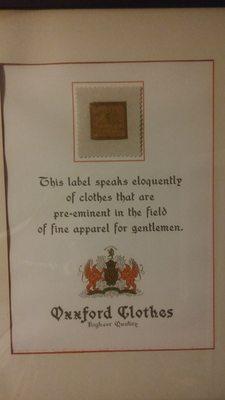 This label speaks eloquently
of clothes that are
pre-eminent in the field
of fine apparel for gentlemen.
Oxxford Clothes
Highest Quality